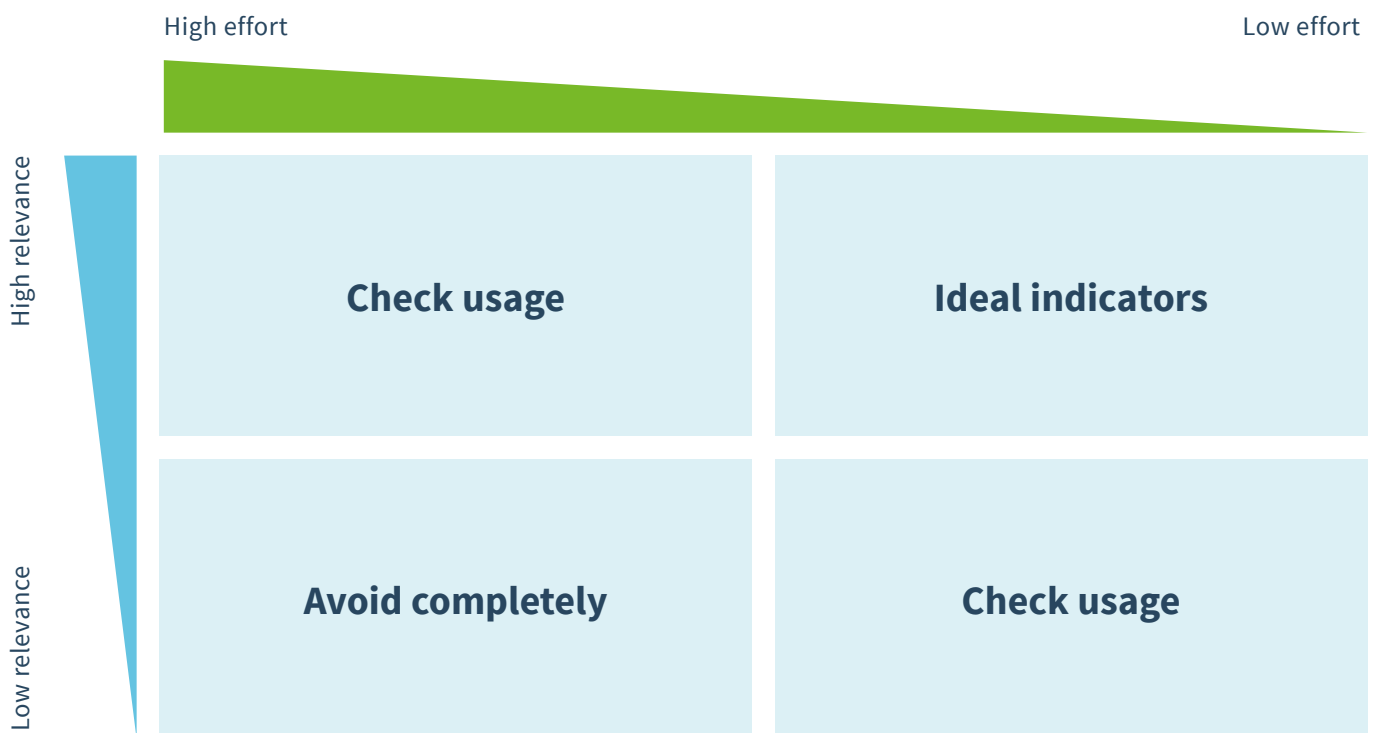 High effort
Low effort
High relevance
Check usage
Ideal indicators
Low relevance
Avoid completely
Check usage